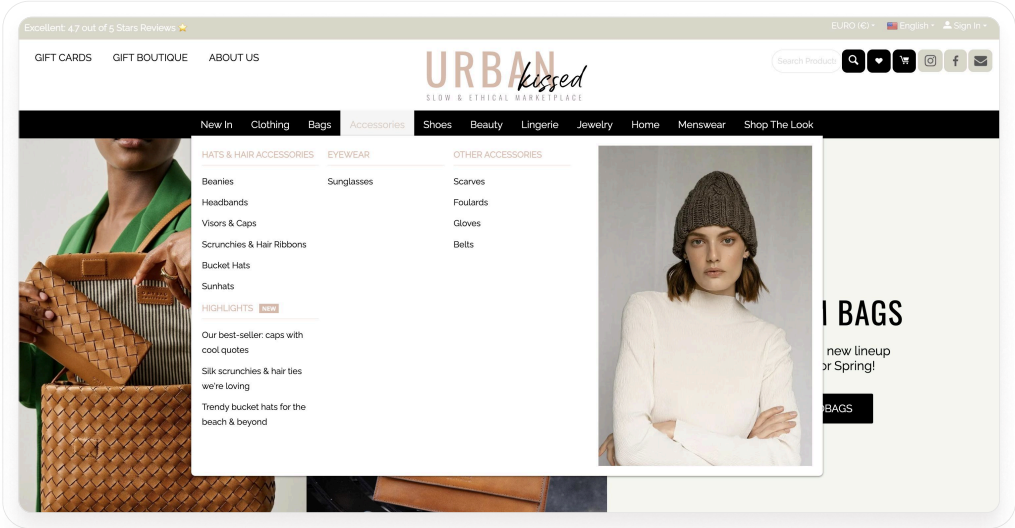 Excellent: 4.7 out of 5 Stars Reviews
EURO (€) English Sign In
GIFT CARDS GIFT BOUTIQUE ABOUT US
URBAN
kissed
SLOW & ETHICAL MARKETPLACE
Search Product
New In Clothing Bags Accessories Shoes Beauty Lingerie Jewelry Home Menswear Shop The Look
HATS & HAIR ACCESSORIES
Beanies
Headbands
Visors & Caps
Scrunchies & Hair Ribbons
Bucket Hats
Sunhats
HIGHLIGHTS NEW
Our best-seller: caps with
cool quotes
Silk scrunchies & hair ties
we're loving
Trendy bucket hats for the
beach & beyond
EYEWEAR
Sunglasses
OTHER ACCESSORIES
Scarves
Foulards
Gloves
Belts
BAGS
new lineup
or Spring!
BAGS